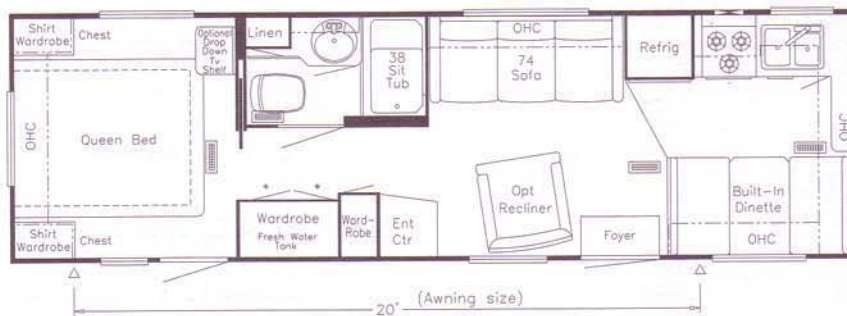 Shirt
Wardrobe
Chest
Optional
Drop
Down
Tv
Shelf
Linen
38
Sit
Tub
OHC
74
Sofa
Refrig
OHC
Queen Bed
OHC
Shirt
Wardrobe
Chest
Wardrobe
Fresh Water
Tank
Word-
Robe
Ent
Ctr
Opt
Recliner
Foyer
Built-In
Dinette
OHC
20'
(Awning size)